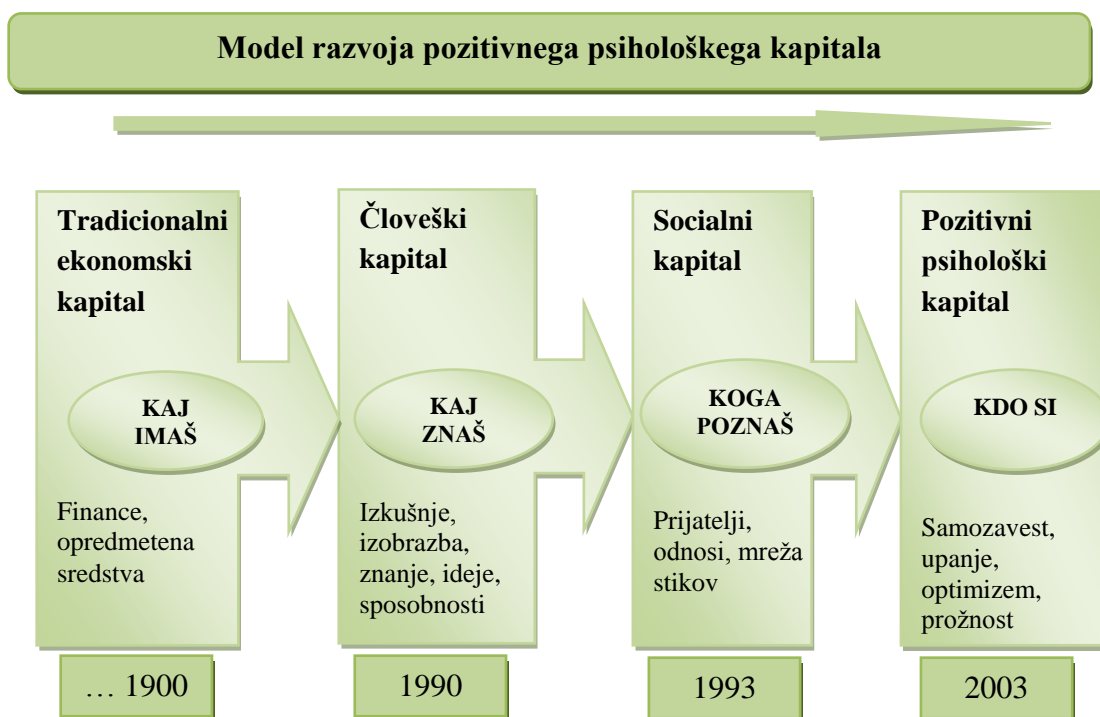 Model razvoja pozitivnega psihološkega kapitala
Tradicionalni
ekonomski
kapital
KAJ
IMAŠ
Finance,
opredmetena
sredstva
… 1900
Človeški
kapital
KAJ
ZNAŠ
Izkušnje,
izobrazba,
znanje, ideje,
sposobnosti
1990
Socialni
kapital
KOGA
POZNAŠ
Prijatelji,
odnosi, mreža
stikov
1993
Pozitivni
psihološki
kapital
KDO SI
Samozavest,
upanje,
optimizem,
prožnost
2003